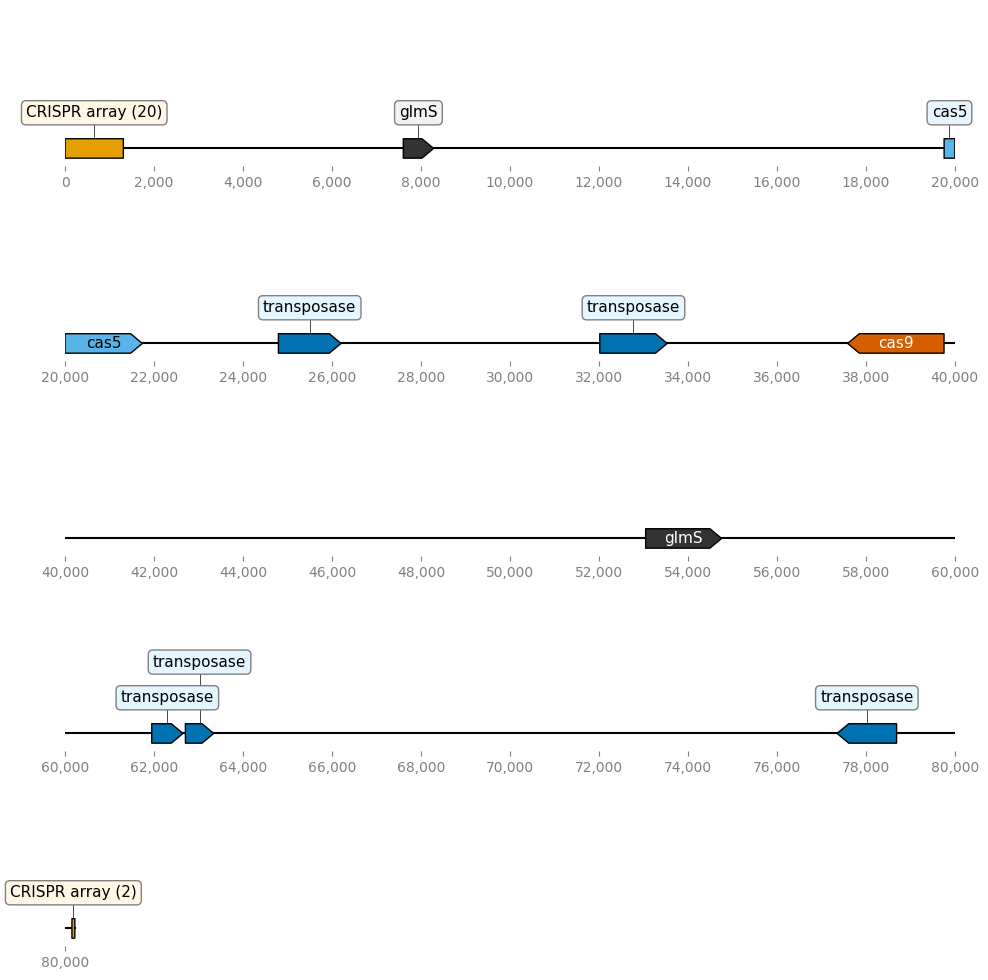 CRISPR array (20) glmS cas5
0 2,000 4,000 6,000 8,000 10,000 12,000 14,000 16,000 18,000 20,000
transposase transposase
cas5 cas9
20,000 22,000 24,000 26,000 28,000 30,000 32,000 34,000 36,000 38,000 40,000
glmS
40,000 42,000 44,000 46,000 48,000 50,000 52,000 54,000 56,000 58,000 60,000
transposase
transposase transposase
60,000 62,000 64,000 66,000 68,000 70,000 72,000 74,000 76,000 78,000 80,000
CRISPR array (2)
80,000